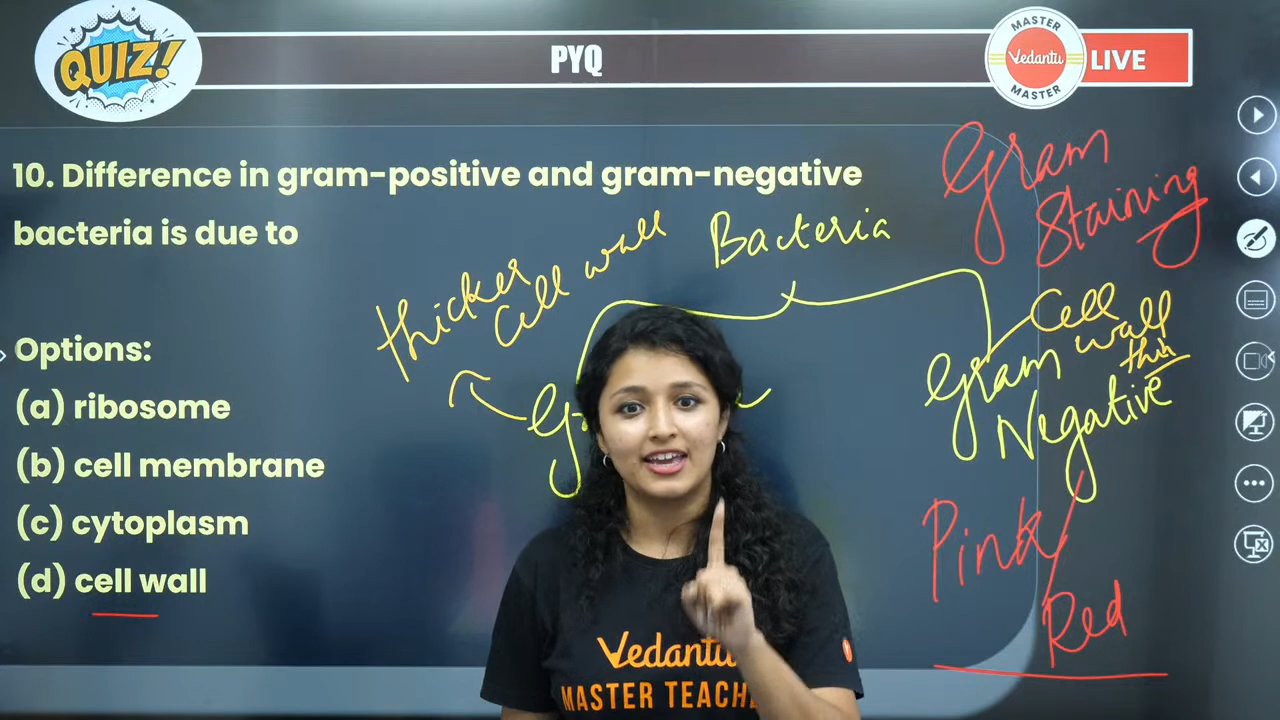 QUIZ!
PYQ
MASTER
Vedantu
MASTER
LIVE
10. Difference in gram-positive and gram-negative
bacteria is due to
Options:
(a) ribosome
(b) cell membrane
(c) cytoplasm
(d) cell wall
thicker
Cell wall
Bacteria
Gram
Staining
Cell
wall
thin
Gram
Negative
Pink/
Red
Vedantu
MASTER TEACHE